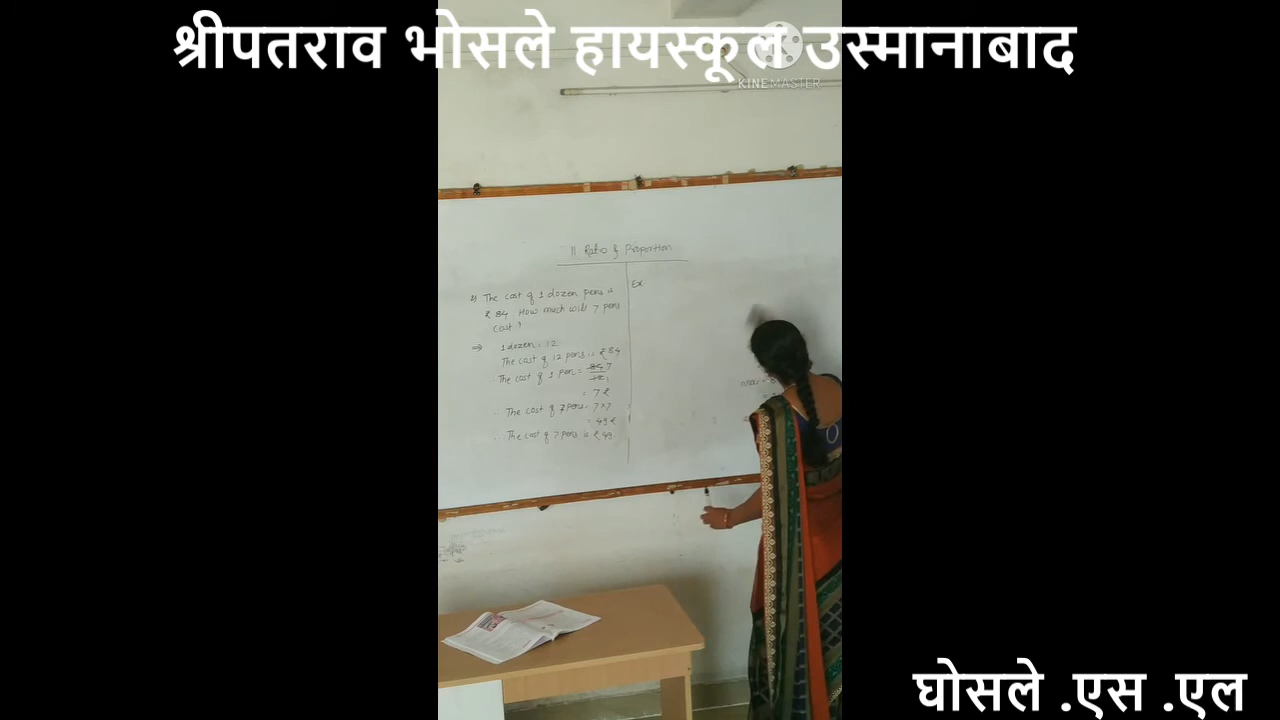 श्रीपतराव भोसले हायस्कूल उस्मानाबाद
KINEMASTER
11 Ratio & Proportion
The cost of 1 dozen pens is
₹ 84. How much will 7 pens
cost?
⇒ 1 dozen = 12
The cost of 12 pens is ₹ 84
∴ The cost of 1 pen = 84 7
12 1
= 7 ₹
∴ The cost of 7 pens = 7×7
= 49 ₹
∴ The cost of 7 pens is ₹ 49
Ex
घोसले .एस .एल